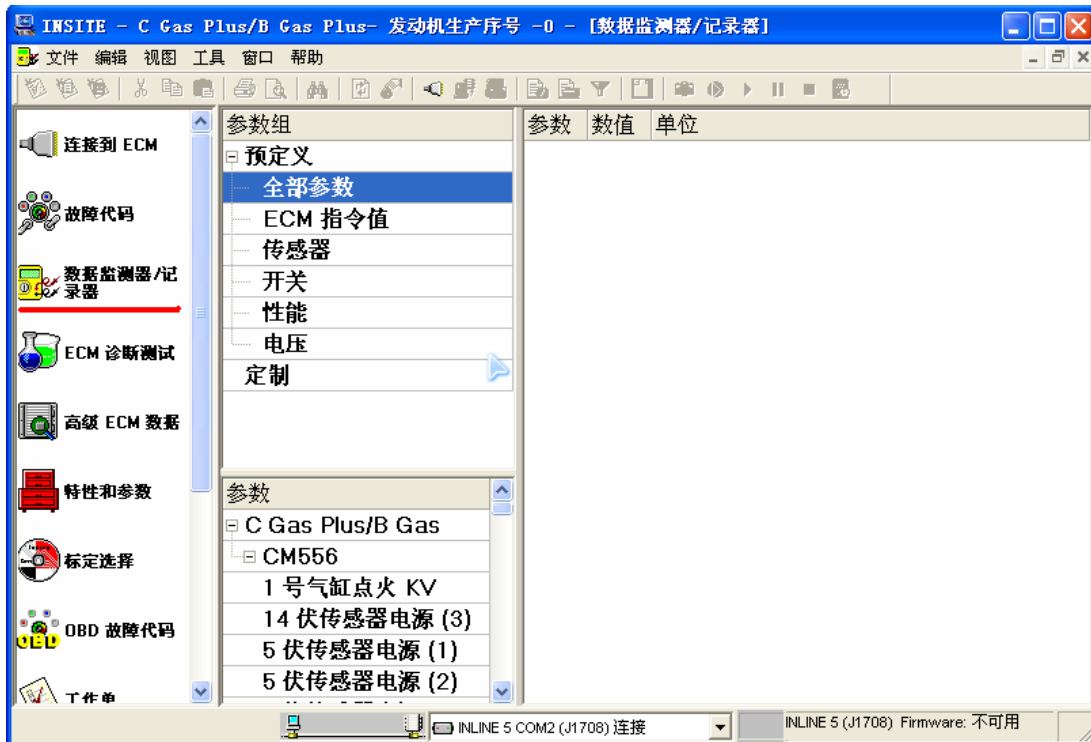 INSITE - C Gas Plus/B Gas Plus- 发动机生产序号 -0 - [数据监测器/记录器]
文件 编辑 视图 工具 窗口 帮助
连接到 ECM
故障代码
数据监测器/记
录器
ECM 诊断测试
高级 ECM 数据
特性和参数
标定选择
OBD 故障代码
工作单
参数组
预定义
全部参数
ECM 指令值
传感器
开关
性能
电压
定制
参数
C Gas Plus/B Gas
CM556
1 号气缸点火 KV
14 伏传感器电源 (3)
5 伏传感器电源 (1)
5 伏传感器电源 (2)
参数 数值 单位
INLINE 5 COM2 (J1708) 连接
INLINE 5 (J1708) Firmware: 不可用